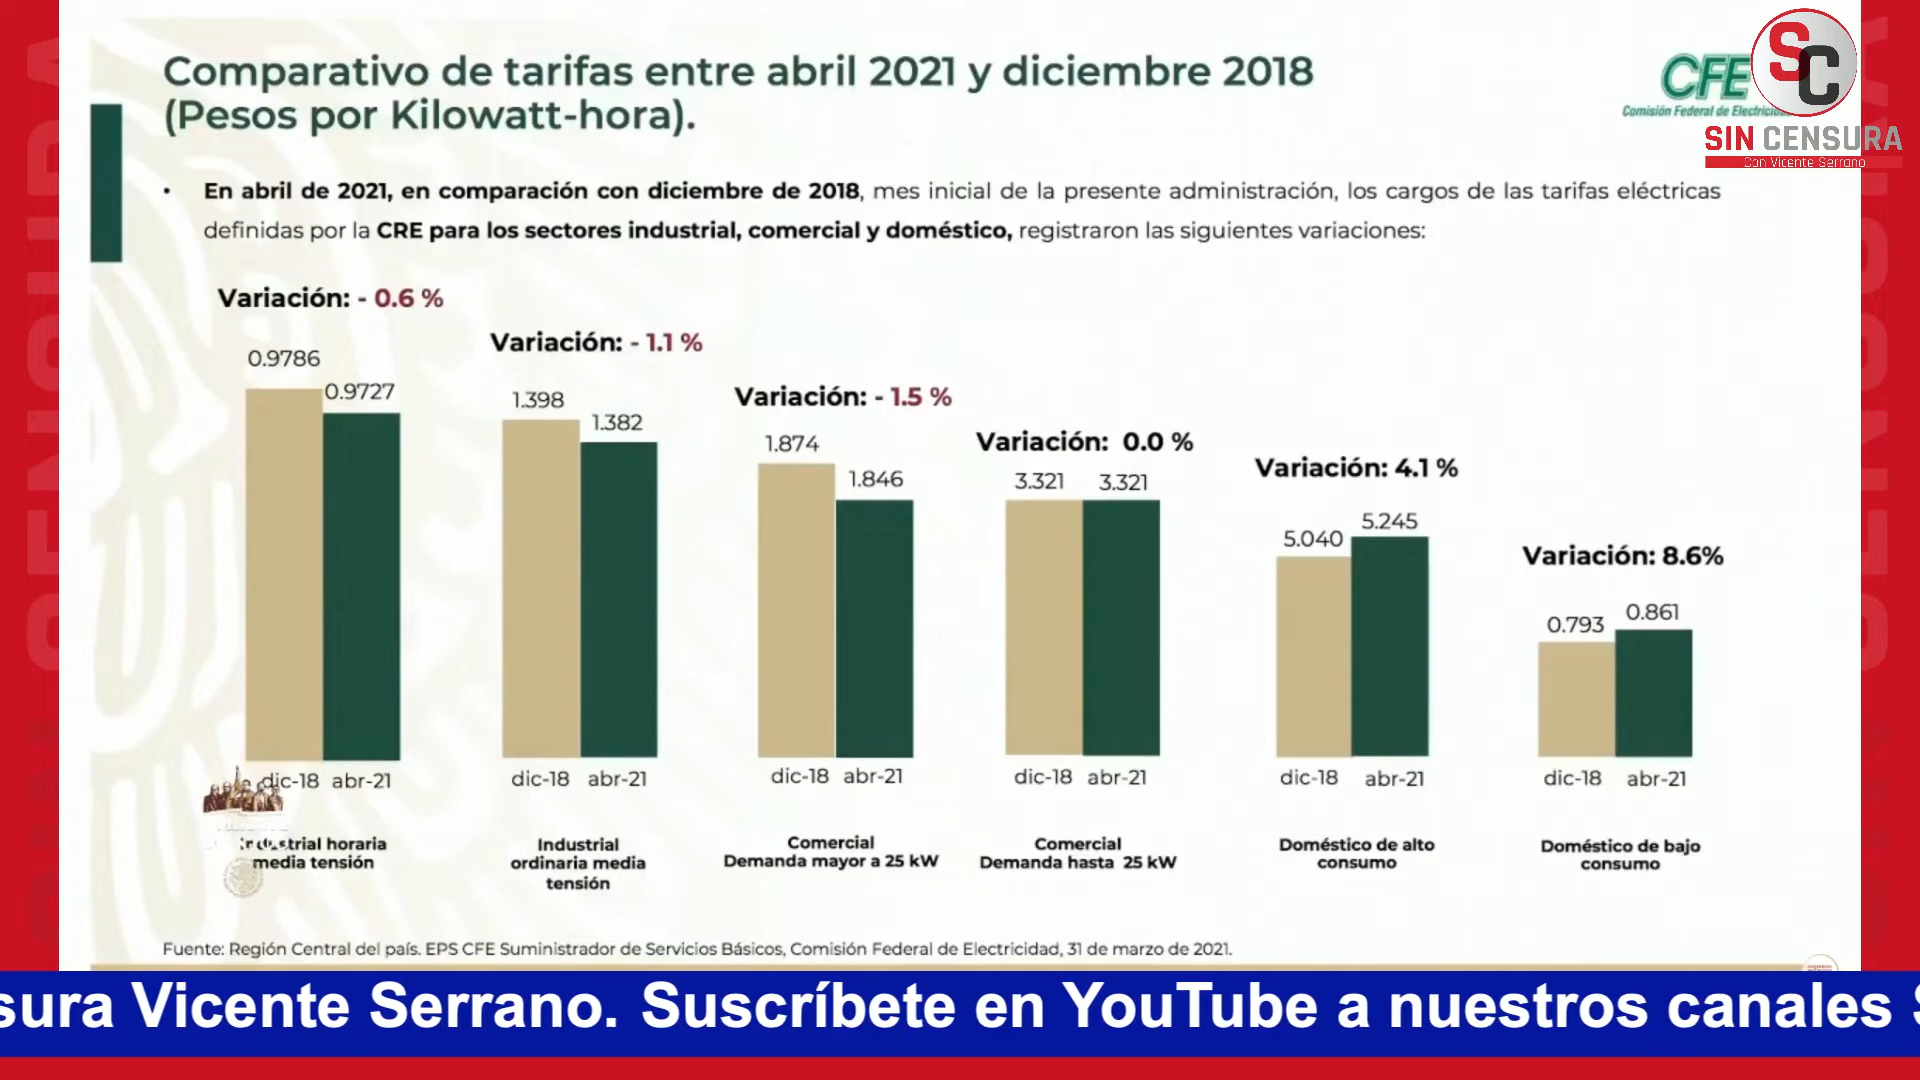 Comparativo de tarifas entre abril 2021 y diciembre 2018
(Pesos por Kilowatt-hora).
CFE
Comisión Federal de
SC
SIN CENSURA
Con Vicente Serrano
• En abril de 2021, en comparación con diciembre de 2018, mes inicial de la presente administración, los cargos de las tarifas eléctricas
definidas por la CRE para los sectores industrial, comercial y doméstico, registraron las siguientes variaciones:
Variación: - 0.6 %
0.9786
0.9727
dic-18 abr-21
Industrial horaria
media tensión
Variación: - 1.1 %
1.398
1.382
dic-18 abr-21
Industrial
ordinaria media
tensión
Variación: - 1.5 %
1.874
1.846
dic-18 abr-21
Comercial
Demanda mayor a 25 kW
Variación: 0.0 %
3.321 3.321
dic-18 abr-21
Comercial
Demanda hasta 25 kW
Variación: 4.1 %
5.040
5.245
dic-18 abr-21
Doméstico de alto
consumo
Variación: 8.6%
0.793
0.861
dic-18 abr-21
Doméstico de bajo
consumo
Fuente: Región Central del país. EPS CFE Suministrador de Servicios Básicos, Comisión Federal de Electricidad, 31 de marzo de 2021.
sura Vicente Serrano. Suscríbete en YouTube a nuestros canales S